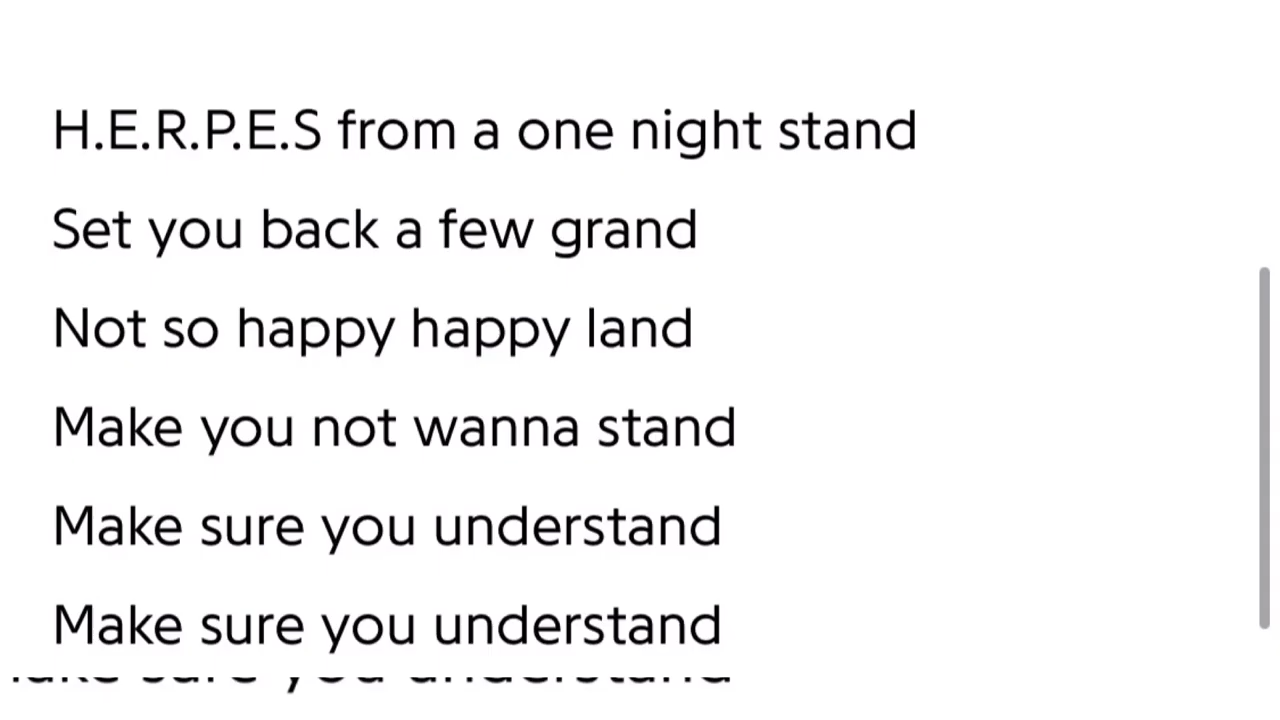 H.E.R.P.E.S from a one night stand
Set you back a few grand
Not so happy happy land
Make you not wanna stand
Make sure you understand
Make sure you understand